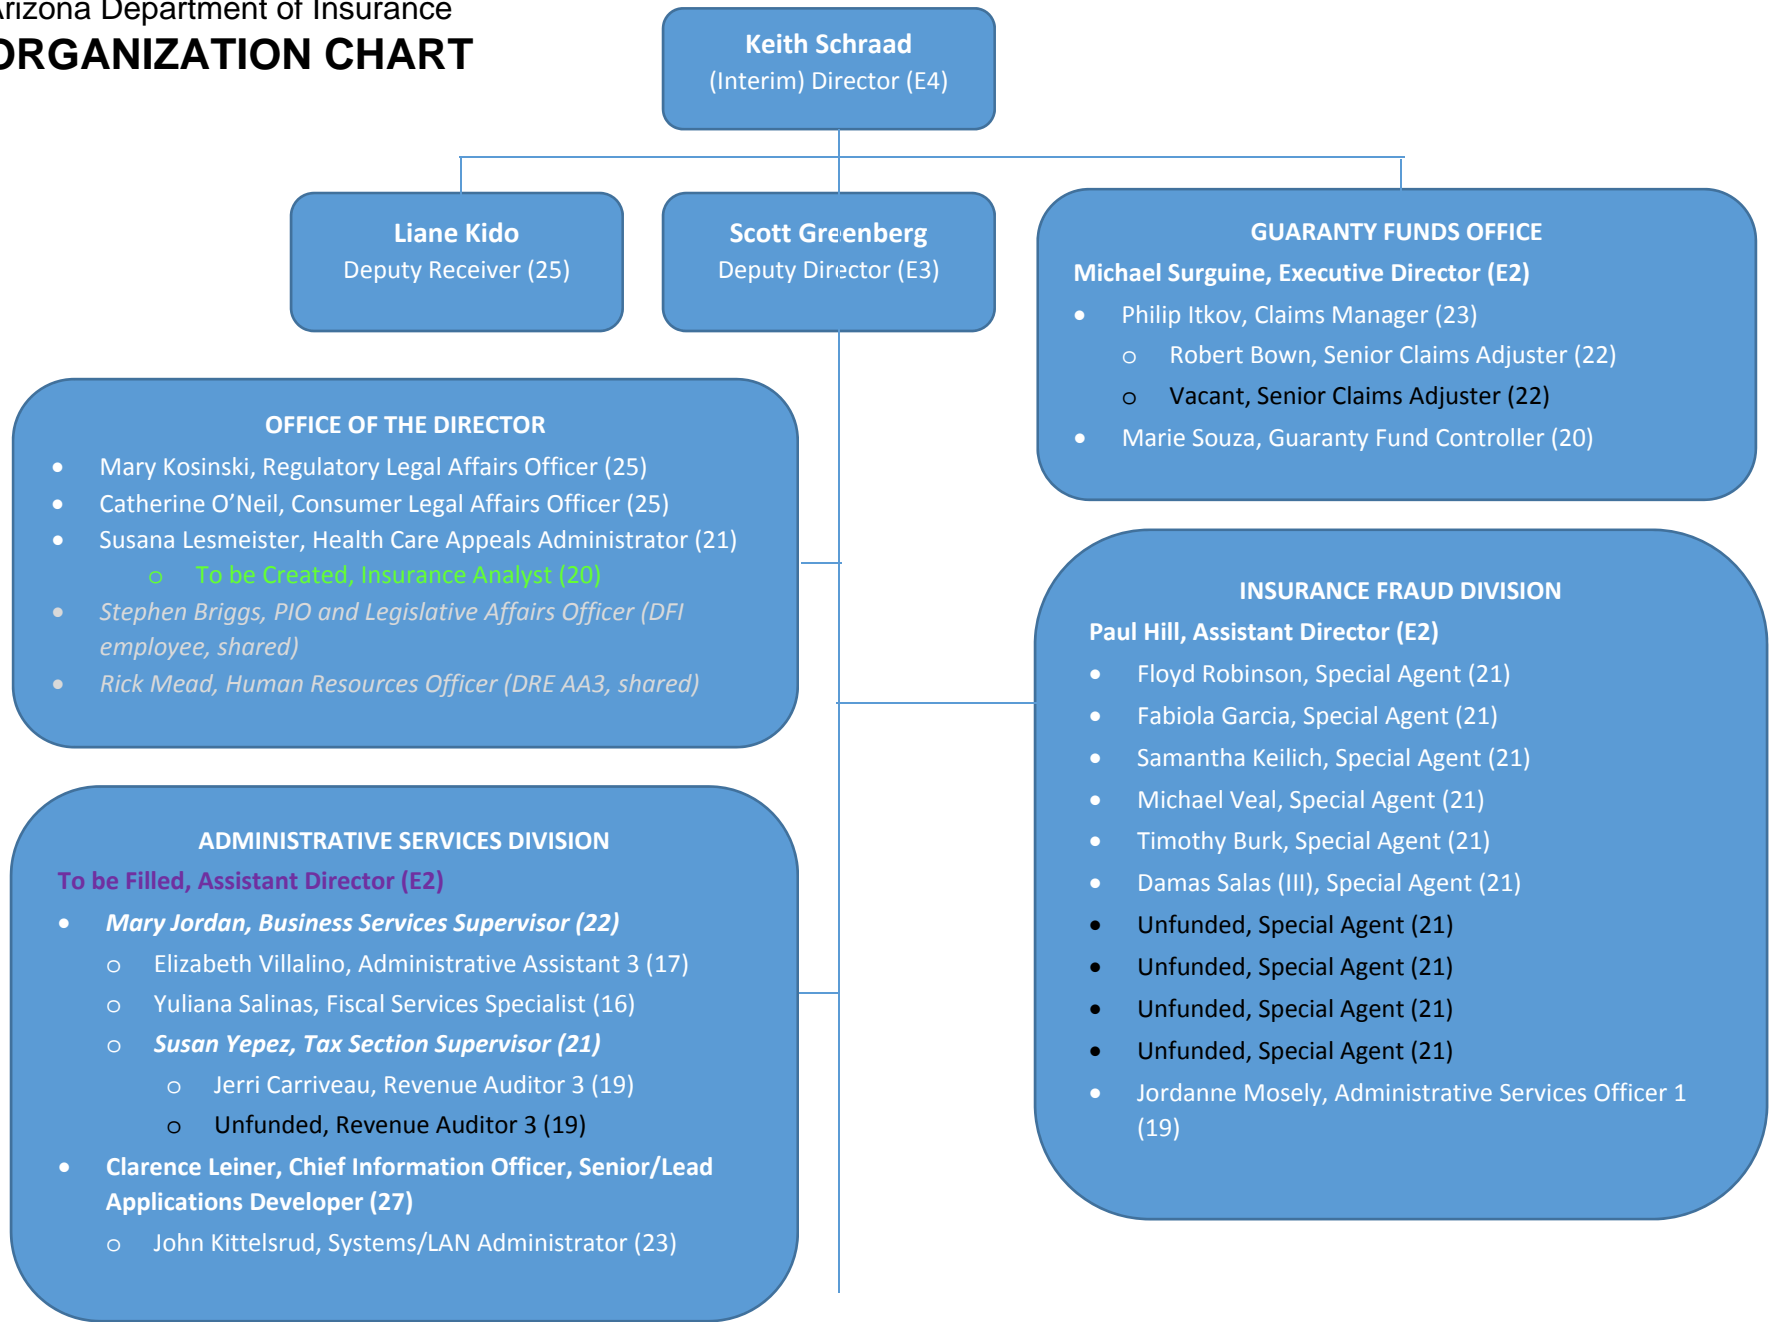 Arizona Department of Insurance
ORGANIZATION CHART
Keith Schraad
(Interim) Director (E4)
Liane Kido
Deputy Receiver (25)
Scott Greenberg
Deputy Director (E3)
GUARANTY FUNDS OFFICE
Michael Surguine, Executive Director (E2)
• Philip Itkov, Claims Manager (23)
o Robert Bown, Senior Claims Adjuster (22)
o Vacant, Senior Claims Adjuster (22)
• Marie Souza, Guaranty Fund Controller (20)
OFFICE OF THE DIRECTOR
• Mary Kosinski, Regulatory Legal Affairs Officer (25)
• Catherine O’Neil, Consumer Legal Affairs Officer (25)
• Susana Lesmeister, Health Care Appeals Administrator (21)
o To be Created, Insurance Analyst (20)
• Stephen Briggs, PIO and Legislative Affairs Officer (DFI
employee, shared)
• Rick Mead, Human Resources Officer (DRE AA3, shared)
INSURANCE FRAUD DIVISION
Paul Hill, Assistant Director (E2)
• Floyd Robinson, Special Agent (21)
• Fabiola Garcia, Special Agent (21)
• Samantha Keilich, Special Agent (21)
• Michael Veal, Special Agent (21)
• Timothy Burk, Special Agent (21)
• Damas Salas (III), Special Agent (21)
• Unfunded, Special Agent (21)
• Unfunded, Special Agent (21)
• Unfunded, Special Agent (21)
• Unfunded, Special Agent (21)
• Jordanne Mosely, Administrative Services Officer 1
(19)
ADMINISTRATIVE SERVICES DIVISION
To be Filled, Assistant Director (E2)
• Mary Jordan, Business Services Supervisor (22)
o Elizabeth Villalino, Administrative Assistant 3 (17)
o Yuliana Salinas, Fiscal Services Specialist (16)
o Susan Yepez, Tax Section Supervisor (21)
o Jerri Carriveau, Revenue Auditor 3 (19)
o Unfunded, Revenue Auditor 3 (19)
• Clarence Leiner, Chief Information Officer, Senior/Lead
Applications Developer (27)
o John Kittelsrud, Systems/LAN Administrator (23)